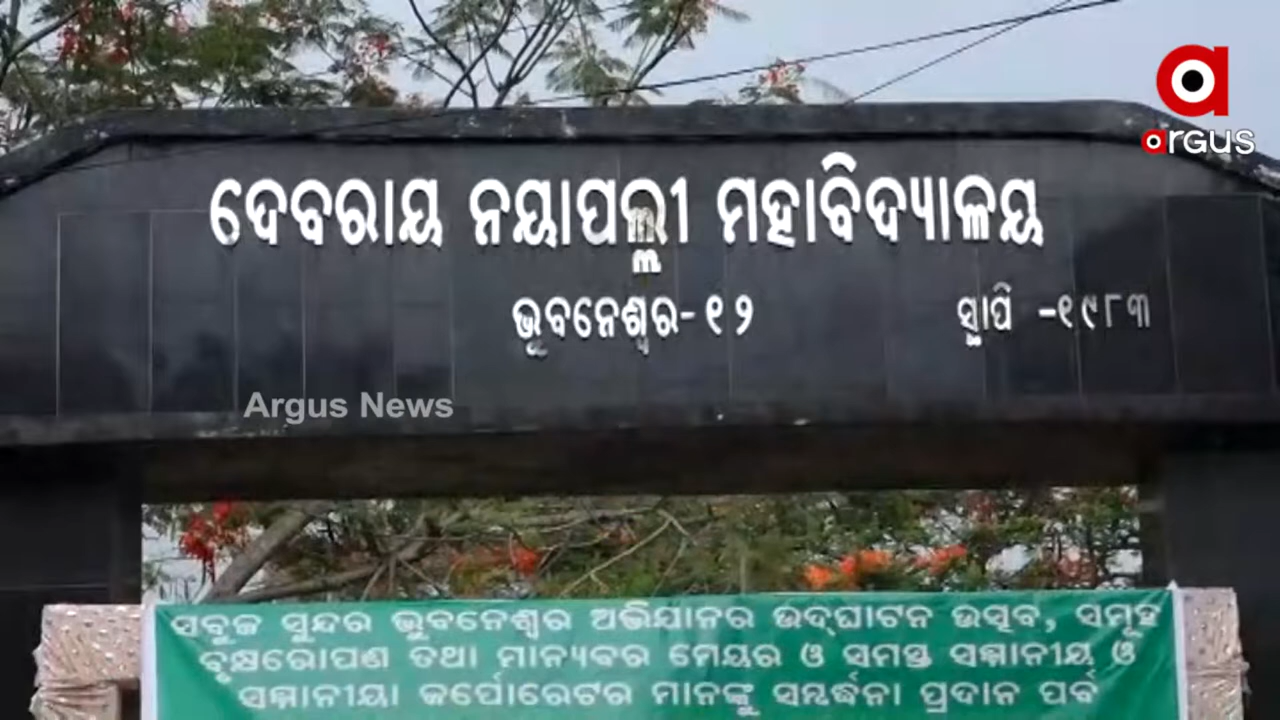 argus
ଦେବରାୟ ନୟାପଲ୍ଲୀ ମହାବିଦ୍ୟାଳୟ
ଭୁବନେଶ୍ୱର-୧୨
ସ୍ଥାପି -୧୯୮୩
Argus News
ସବୁଜ ସୁନ୍ଦର ଭୁବନେଶ୍ୱର ଅଭିଯାନର ଉଦ୍‌ଘାଟନ ଉତ୍ସବ, ସମୂହ
ବୃକ୍ଷରୋପଣ ତଥା ମାନ୍ୟବର ମେୟର ଓ ସମସ୍ତ ସମ୍ମାନୀୟ ଓ
ସମ୍ମାନୀୟା କର୍ପୋରେଟର ମାନଙ୍କୁ ସମ୍ବର୍ଦ୍ଧନା ପ୍ରଦାନ ପର୍ବ